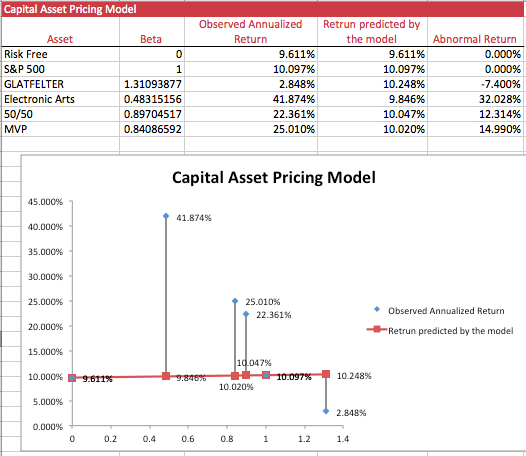 Capital Asset Pricing Model
Observed Annualized Retrun predicted by
Asset Beta Return the model Abnormal Return
Risk Free 0 9.611% 9.611% 0.000%
S&P 500 1 10.097% 10.097% 0.000%
GLATFELTER 1.31093877 2.848% 10.248% -7.400%
Electronic Arts 0.48315156 41.874% 9.846% 32.028%
50/50 0.89704517 22.361% 10.047% 12.314%
MVP 0.84086592 25.010% 10.020% 14.990%
Capital Asset Pricing Model
45.000%
41.874%
40.000%
35.000%
30.000%
25.000% 25.010%
22.361%
Observed Annualized Return
20.000%
Retrun predicted by the model
15.000%
10.047%
10.000% 9.611% 9.846% 10.097% 10.248%
10.020%
5.000%
2.848%
0.000%
0 0.2 0.4 0.6 0.8 1 1.2 1.4